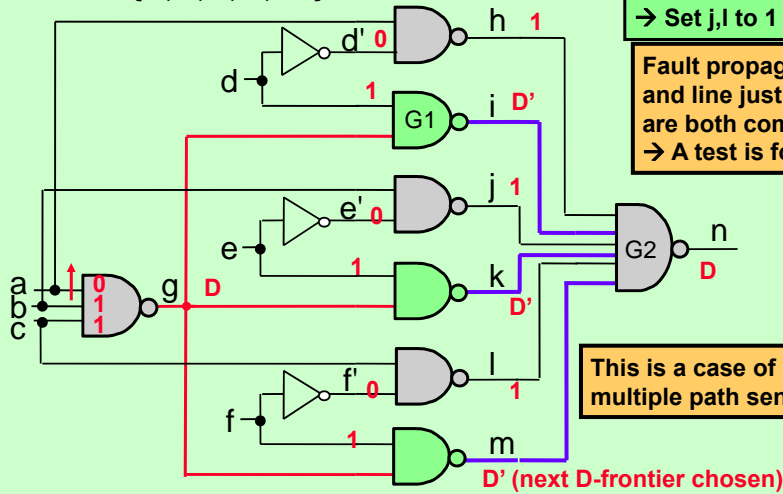 h
1
→ Set j,l to 1
d'
0
Fault propag
and line just
are both con
→ A test is fo
d
1
G1
i
D'
e'
0
j
1
e
1
k
D'
G2
n
D
a
b
c
0
1
1
g
D
f'
0
l
1
This is a case of
multiple path sen
f
1
m
D' (next D-frontier chosen)